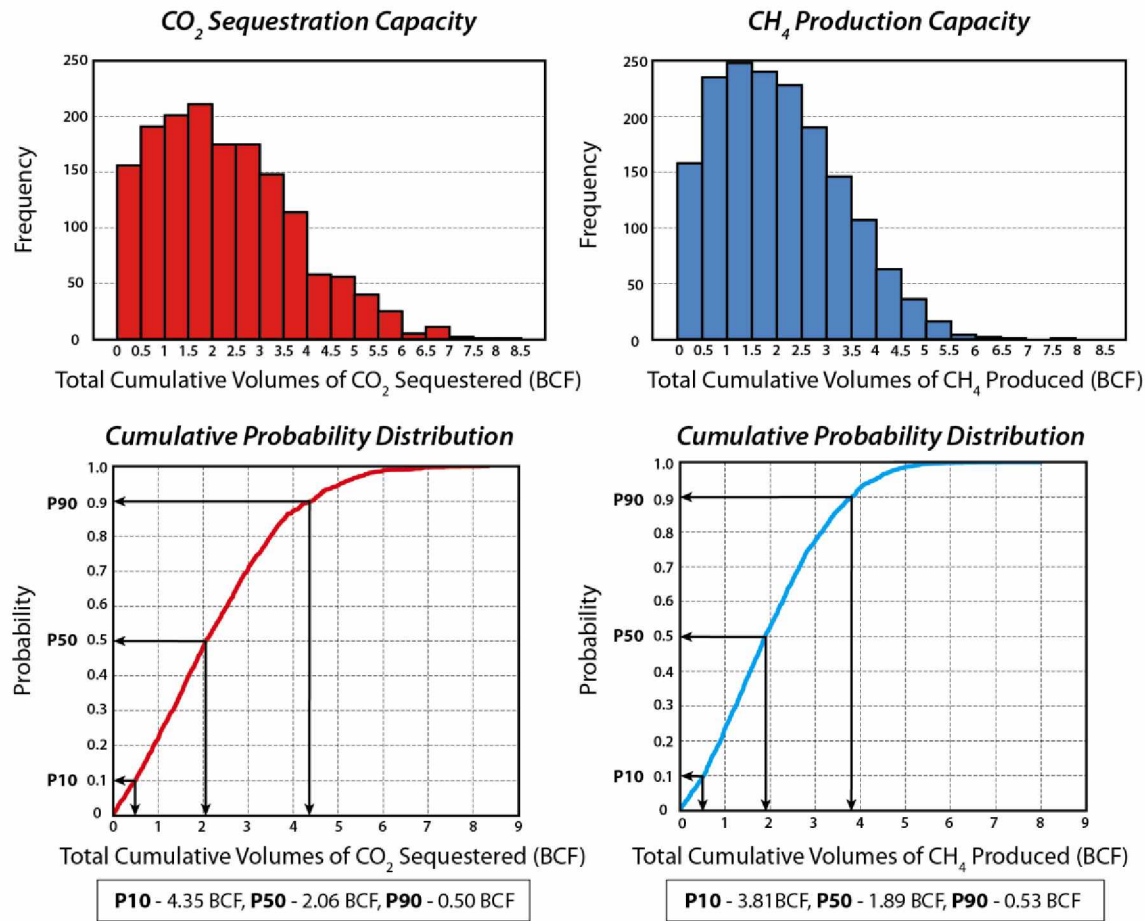 CO₂ Sequestration Capacity
250
200
150
100
50
0
Frequency
0 0.5 1 1.5 2 2.5 3 3.5 4 4.5 5 5.5 6 6.5 7 7.5 8 8.5
Total Cumulative Volumes of CO₂ Sequestered (BCF)
CH₄ Production Capacity
250
200
150
100
50
0
Frequency
0 0.5 1 1.5 2 2.5 3 3.5 4 4.5 5 5.5 6 6.5 7 7.5 8 8.5
Total Cumulative Volumes of CH₄ Produced (BCF)
Cumulative Probability Distribution
1.0
P90 0.9
0.8
0.7
0.6
P50 0.5
0.4
0.3
0.2
P10 0.1
0
Probability
0 1 2 3 4 5 6 7 8 9
Total Cumulative Volumes of CO₂ Sequestered (BCF)
P10 - 4.35 BCF, P50 - 2.06 BCF, P90 - 0.50 BCF
Cumulative Probability Distribution
1.0
P90 0.9
0.8
0.7
0.6
P50 0.5
0.4
0.3
0.2
P10 0.1
0
Probability
0 1 2 3 4 5 6 7 8 9
Total Cumulative Volumes of CH₄ Produced (BCF)
P10 - 3.81BCF, P50 - 1.89 BCF, P90 - 0.53 BCF